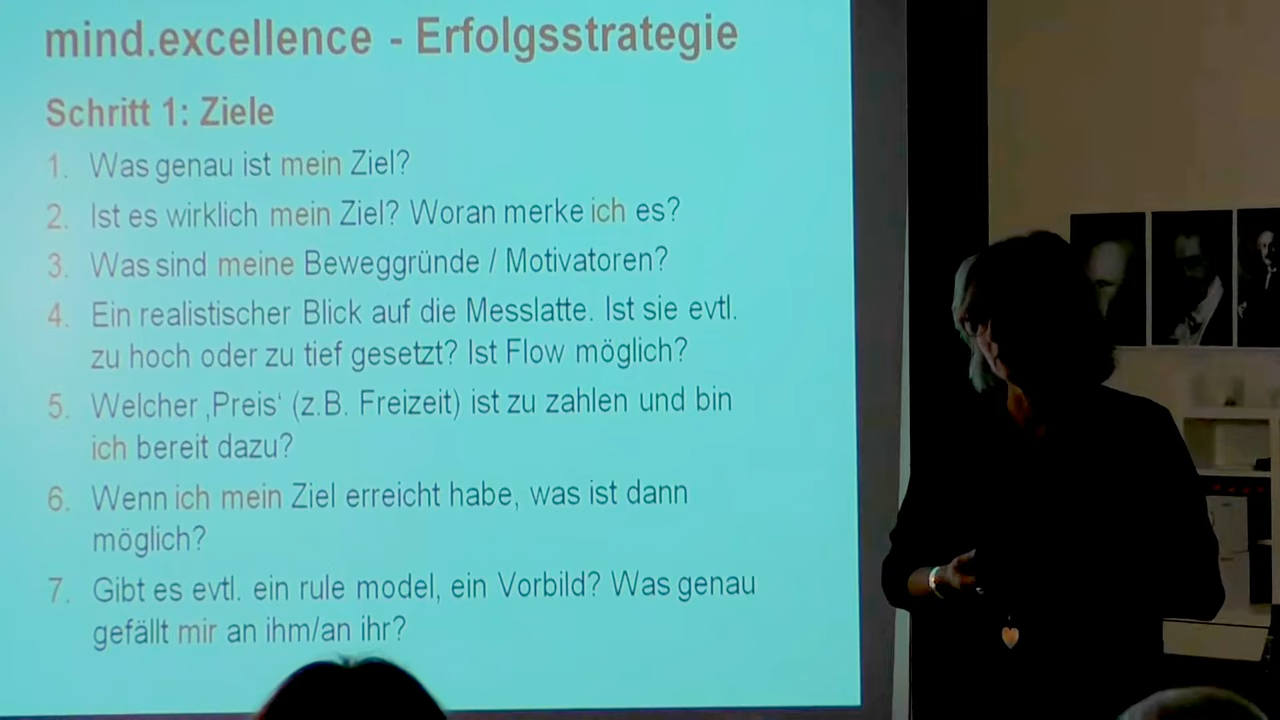 mind.excellence - Erfolgsstrategie
Schritt 1: Ziele
1. Was genau ist mein Ziel?
2. Ist es wirklich mein Ziel? Woran merke ich es?
3. Was sind meine Beweggründe / Motivatoren?
4. Ein realistischer Blick auf die Messlatte. Ist sie evtl.
zu hoch oder zu tief gesetzt? Ist Flow möglich?
5. Welcher ‚Preis‘ (z.B. Freizeit) ist zu zahlen und bin
ich bereit dazu?
6. Wenn ich mein Ziel erreicht habe, was ist dann
möglich?
7. Gibt es evtl. ein rule model, ein Vorbild? Was genau
gefällt mir an ihm/an ihr?